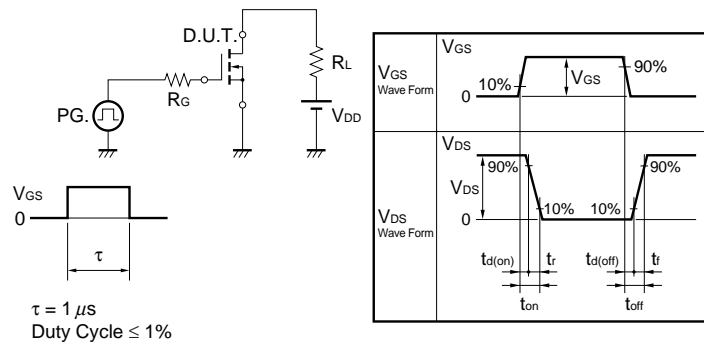 D.U.T.
RL
RG
PG.
VDD
VGS
0
τ
τ = 1 μs
Duty Cycle ≤ 1%
VGS
Wave Form
VGS
90%
10%
VGS
0
VDS
Wave Form
VDS
90%
90%
VDS
10%
10%
0
td(on)
tr
td(off)
tf
ton
toff